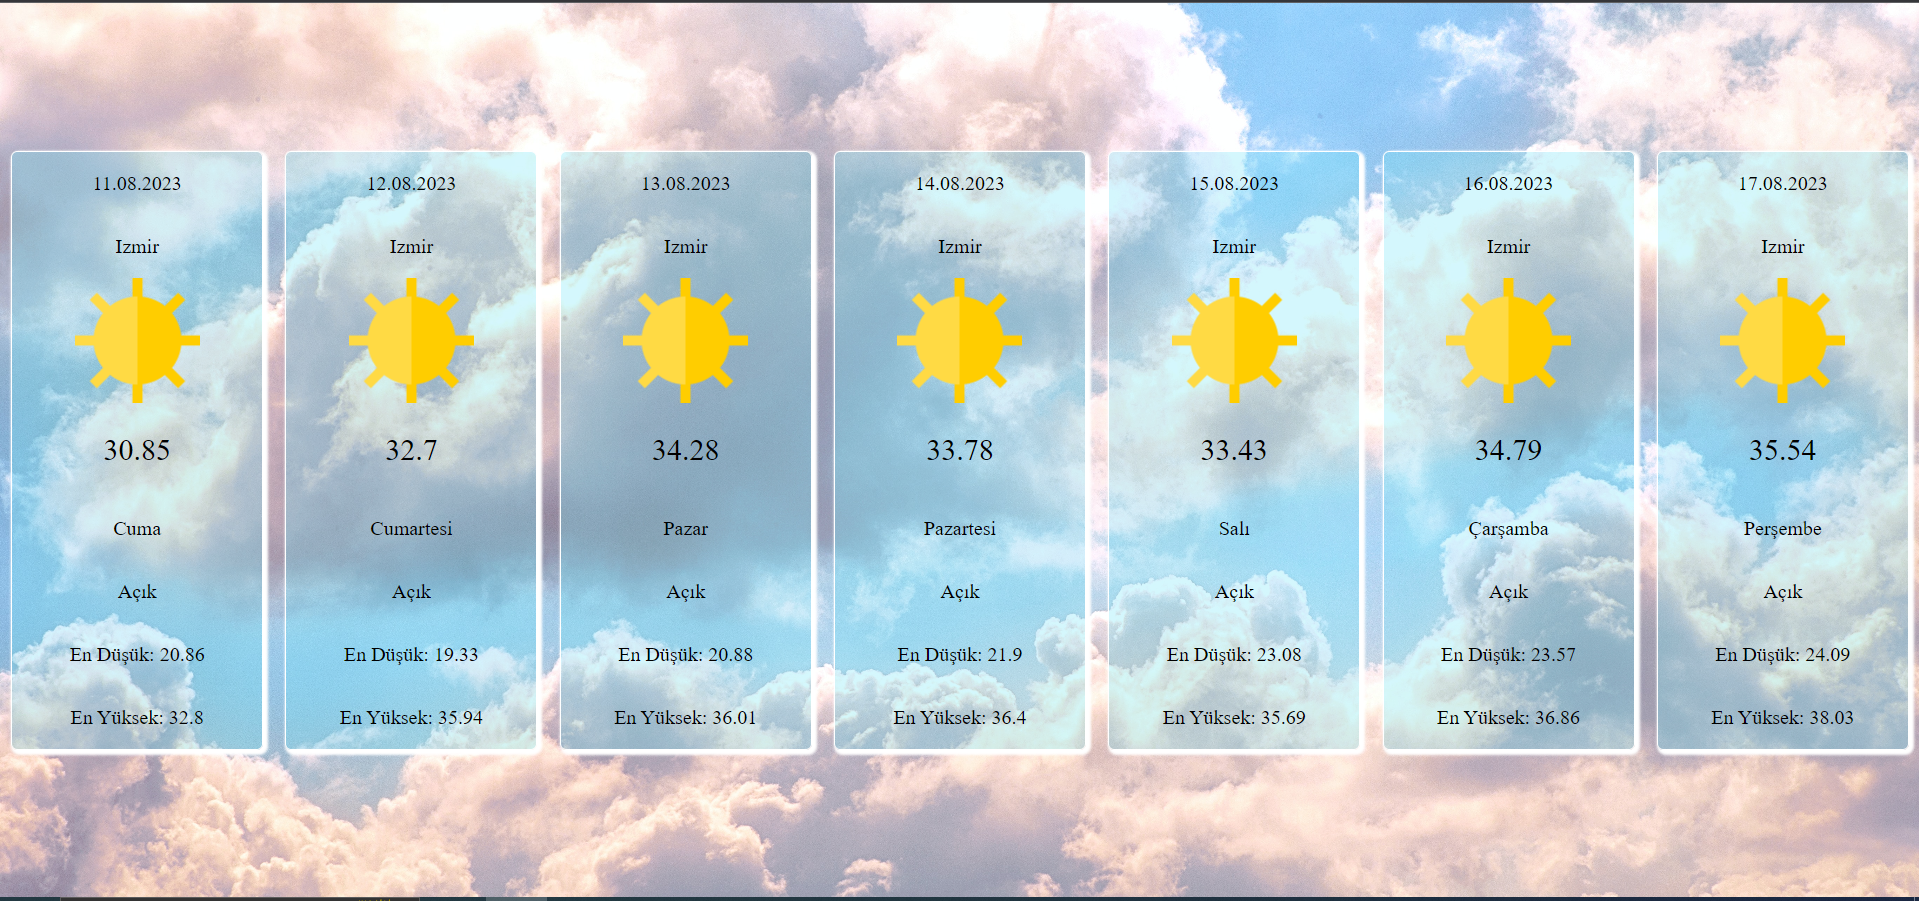 11.08.2023
Izmir
30.85
Cuma
Açık
En Düşük: 20.86
En Yüksek: 32.8
12.08.2023
Izmir
32.7
Cumartesi
Açık
En Düşük: 19.33
En Yüksek: 35.94
13.08.2023
Izmir
34.28
Pazar
Açık
En Düşük: 20.88
En Yüksek: 36.01
14.08.2023
Izmir
33.78
Pazartesi
Açık
En Düşük: 21.9
En Yüksek: 36.4
15.08.2023
Izmir
33.43
Salı
Açık
En Düşük: 23.08
En Yüksek: 35.69
16.08.2023
Izmir
34.79
Çarşamba
Açık
En Düşük: 23.57
En Yüksek: 36.86
17.08.2023
Izmir
35.54
Perşembe
Açık
En Düşük: 24.09
En Yüksek: 38.03